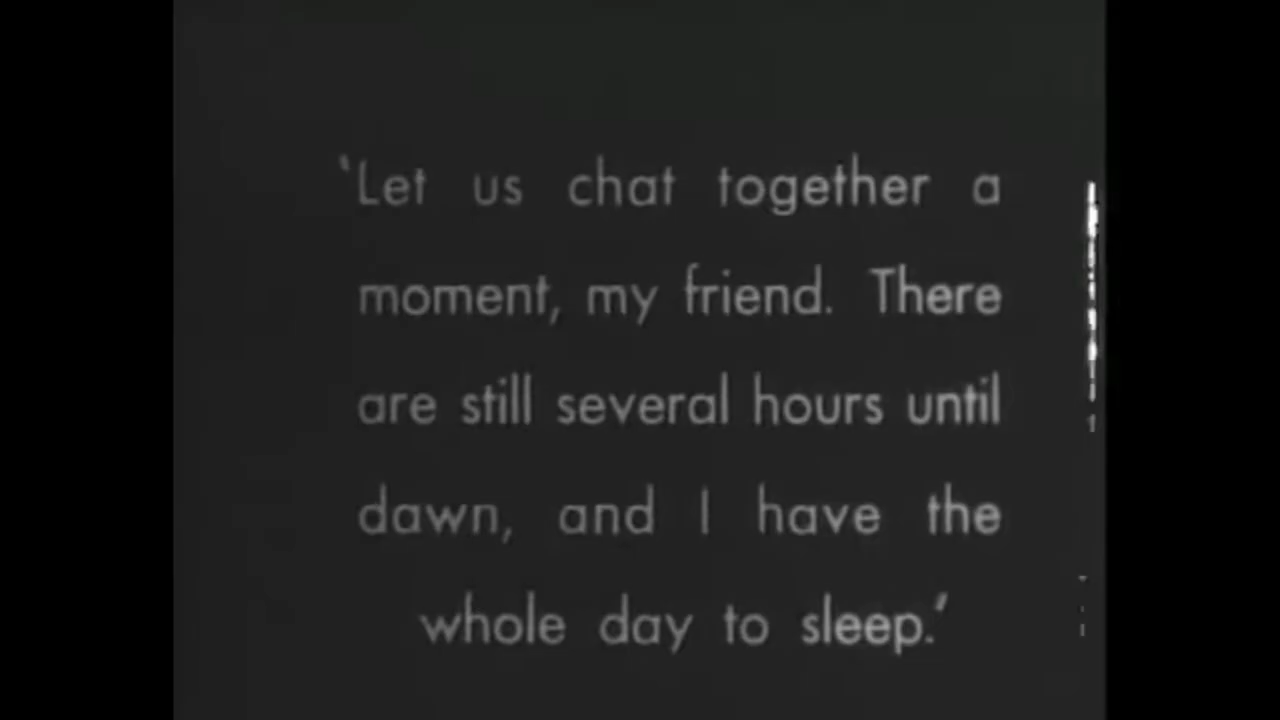 ‘Let us chat together a
moment, my friend. There
are still several hours until
dawn, and I have the
whole day to sleep.’